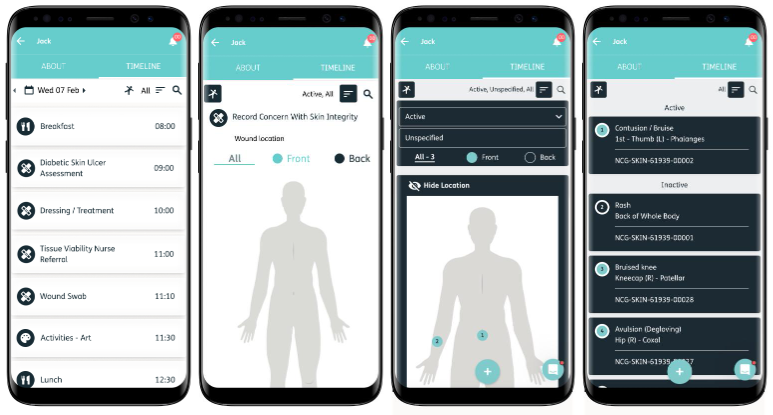 Jack
ABOUT TIMELINE
Wed 07 Feb All
Breakfast 08:00
Diabetic Skin Ulcer
Assessment 09:00
Dressing / Treatment 10:00
Tissue Viability Nurse
Referral 11:00
Wound Swab 11:10
Activities - Art 11:30
Lunch 12:30
Jack
ABOUT TIMELINE
Active, All
Record Concern With Skin Integrity
Wound location
All Front Back
Jack
ABOUT TIMELINE
Active, Unspecified, All
Active
Unspecified
All - 3 Front Back
Hide Location
1
2
+
Jack
ABOUT TIMELINE
All
Active
1 Contusion / Bruise
1st - Thumb (L) - Phalanges
NCG-SKIN-61939-00002
Inactive
2 Rash
Back of Whole Body
NCG-SKIN-61939-00001
3 Bruised knee
Kneecap (R) - Patellar
NCG-SKIN-61939-00028
4 Avulsion (Degloving)
Hip (R) - Coxal
+